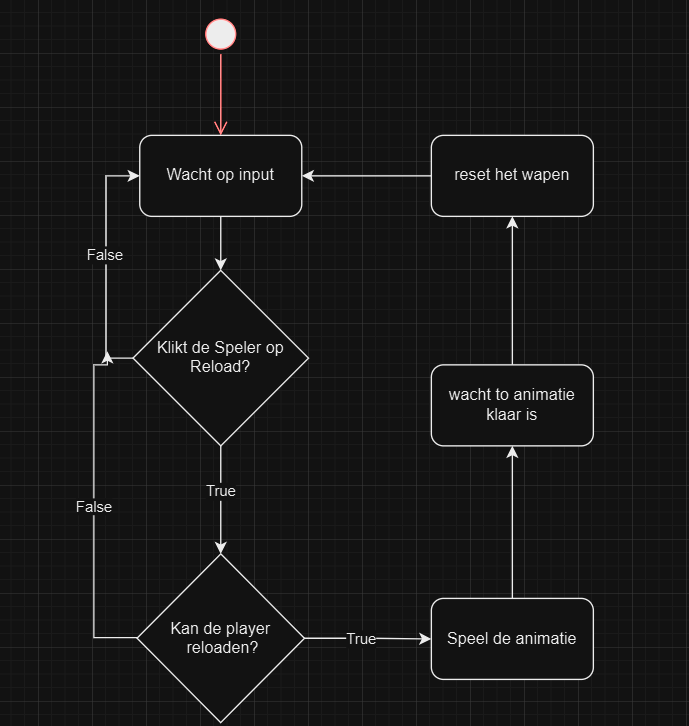 Wacht op input
reset het wapen
False
Klikt de Speler op
Reload?
wacht to animatie
klaar is
True
False
Kan de player
reloaden?
True
Speel de animatie